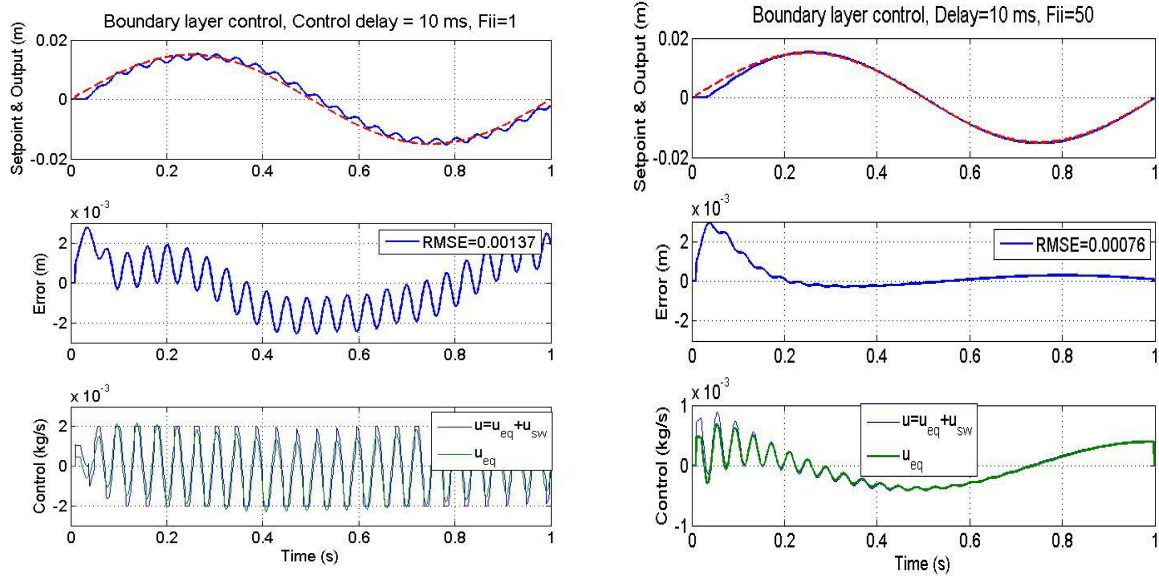 Boundary layer control, Control delay = 10 ms, Fii=1
Setpoint & Output (m)
0.02
0
-0.02
0 0.2 0.4 0.6 0.8 1
x 10⁻³
Error (m)
2
0
-2
RMSE=0.00137
0 0.2 0.4 0.6 0.8 1
x 10⁻³
Control (kg/s)
2
0
-2
u=u_eq+u_sw
u_eq
0 0.2 0.4 0.6 0.8 1
Time (s)
Boundary layer control, Delay=10 ms, Fii=50
Setpoint & Output (m)
0.02
0
-0.02
0 0.2 0.4 0.6 0.8 1
x 10⁻³
Error (m)
2
0
-2
RMSE=0.00076
0 0.2 0.4 0.6 0.8 1
x 10⁻³
Control (kg/s)
1
0
-1
u=u_eq+u_sw
u_eq
0 0.2 0.4 0.6 0.8 1
Time (s)